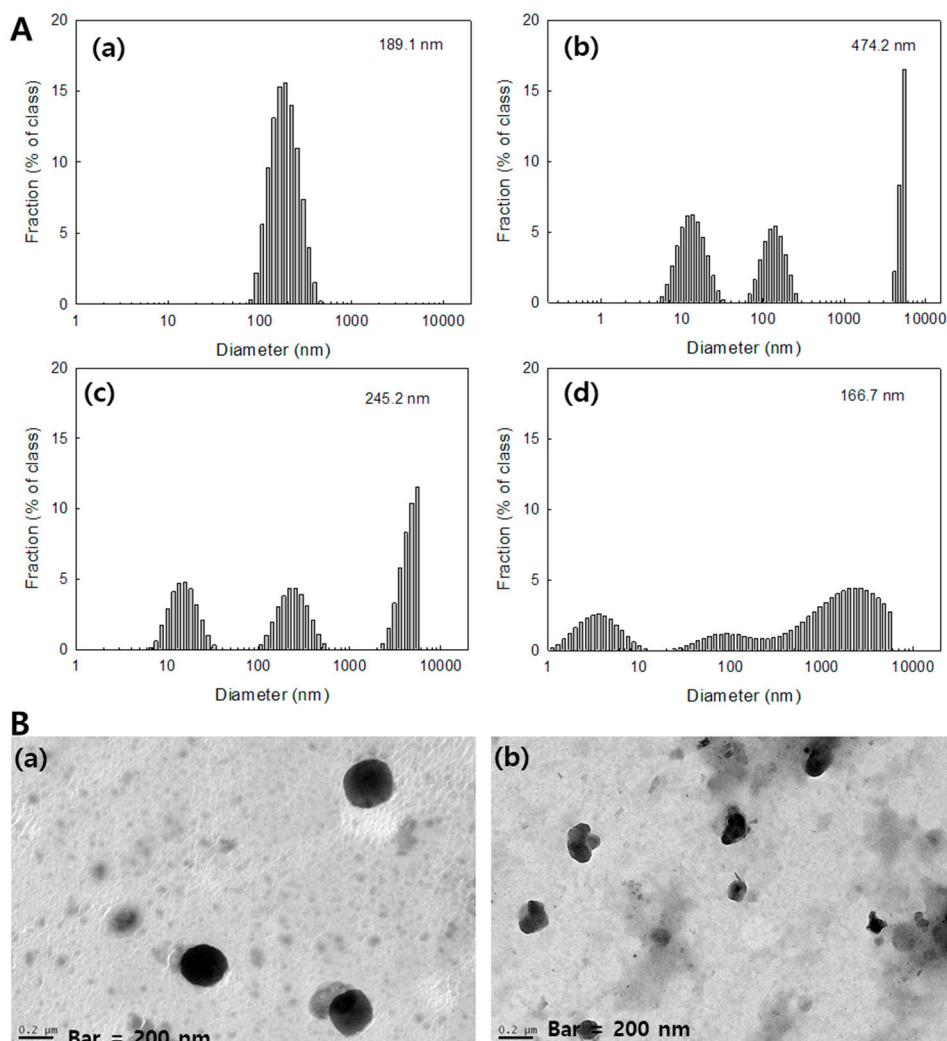 A
(a)
189.1 nm
20
15
10
5
0
Fraction (% of class)
1 10 100 1000 10000
Diameter (nm)
(b)
474.2 nm
20
15
10
5
0
Fraction (% of class)
1 10 100 1000 10000
Diameter (nm)
(c)
245.2 nm
20
15
10
5
0
Fraction (% of class)
1 10 100 1000 10000
Diameter (nm)
(d)
166.7 nm
20
15
10
5
0
Fraction (% of class)
1 10 100 1000 10000
Diameter (nm)
B
(a)
0.2 µm
Bar = 200 nm
(b)
0.2 µm
Bar = 200 nm